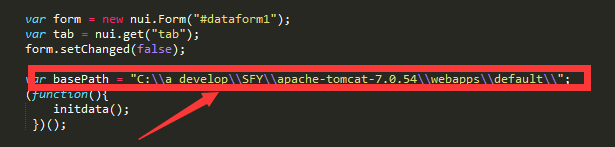 var form = new nui.Form("#dataform1");
var tab = nui.get("tab");
form.setChanged(false);
var basePath = "C:\\a develop\\SFY\\apache-tomcat-7.0.54\\webapps\\default\\";
(function(){
initdata();
})();